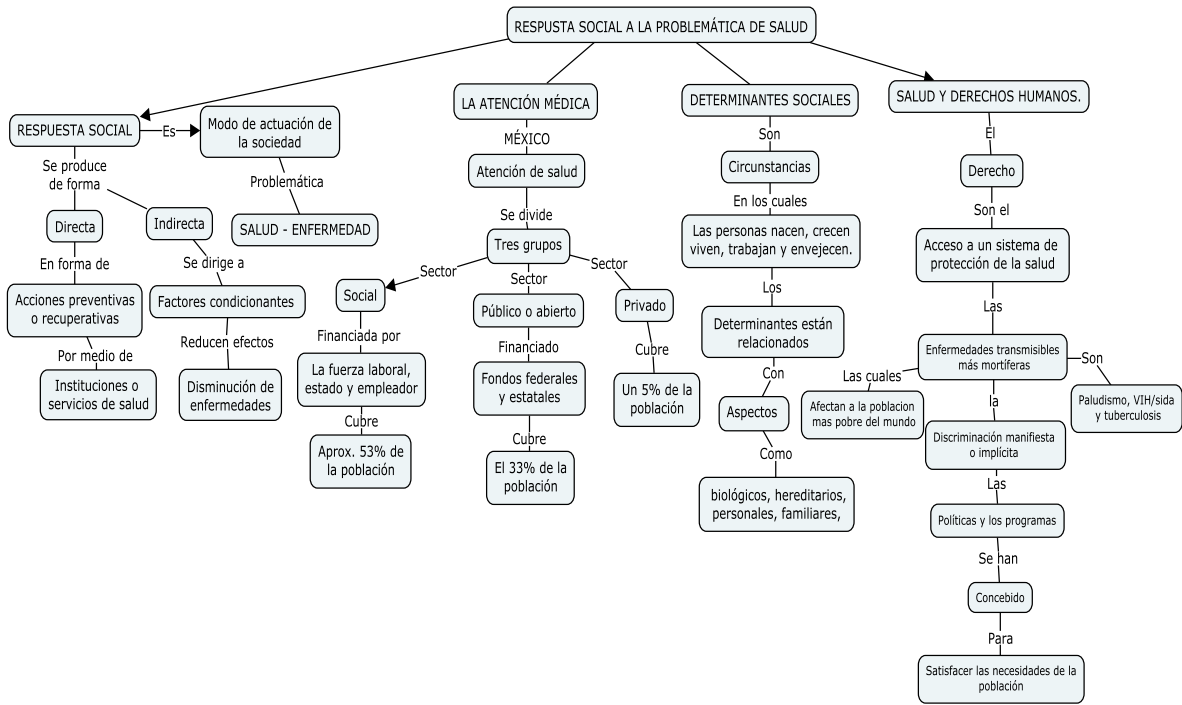 RESPUSTA SOCIAL A LA PROBLEMÁTICA DE SALUD
RESPUESTA SOCIAL
Es
Modo de actuación de
la sociedad
Problemática
SALUD - ENFERMEDAD
Se produce
de forma
Directa
En forma de
Acciones preventivas
o recuperativas
Por medio de
Instituciones o
servicios de salud
Indirecta
Se dirige a
Factores condicionantes
Reducen efectos
Disminución de
enfermedades
LA ATENCIÓN MÉDICA
MÉXICO
Atención de salud
Se divide
Tres grupos
Sector
Social
Financiada por
La fuerza laboral,
estado y empleador
Cubre
Aprox. 53% de
la población
Sector
Público o abierto
Financiado
Fondos federales
y estatales
Cubre
El 33% de la
población
Sector
Privado
Cubre
Un 5% de la
población
DETERMINANTES SOCIALES
Son
Circunstancias
En los cuales
Las personas nacen, crecen
viven, trabajan y envejecen.
Los
Determinantes están
relacionados
Con
Aspectos
Como
biológicos, hereditarios,
personales, familiares,
SALUD Y DERECHOS HUMANOS.
El
Derecho
Son el
Acceso a un sistema de
protección de la salud
Las
Enfermedades transmisibles
más mortíferas
Las cuales
Afectan a la poblacion
mas pobre del mundo
Son
Paludismo, VIH/sida
y tuberculosis
la
Discriminación manifiesta
o implícita
Las
Políticas y los programas
Se han
Concebido
Para
Satisfacer las necesidades de la
población